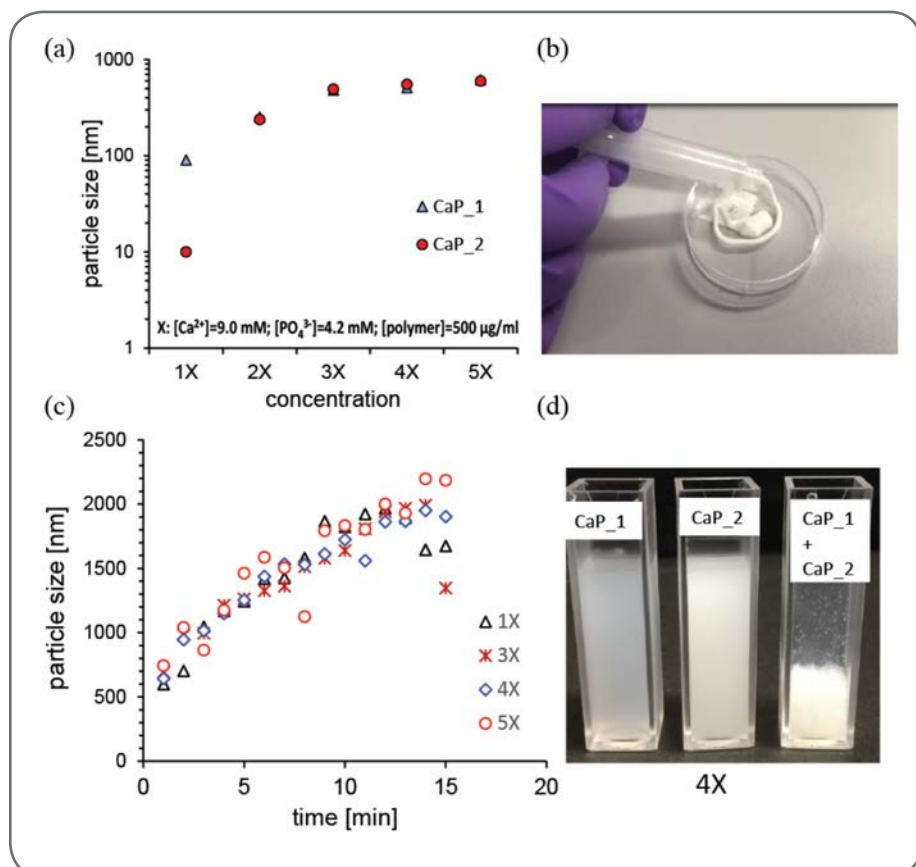 (a)
1000
100
10
1
particle size [nm]
CaP_1
CaP_2
X: [Ca²⁺]=9.0 mM; [PO₄³⁻]=4.2 mM; [polymer]=500 µg/ml
1X 2X 3X 4X 5X
concentration
(b)
(c)
2500
2000
1500
1000
500
0
particle size [nm]
1X
3X
4X
5X
0 5 10 15 20
time [min]
(d)
CaP_1
CaP_2
CaP_1
+
CaP_2
4X